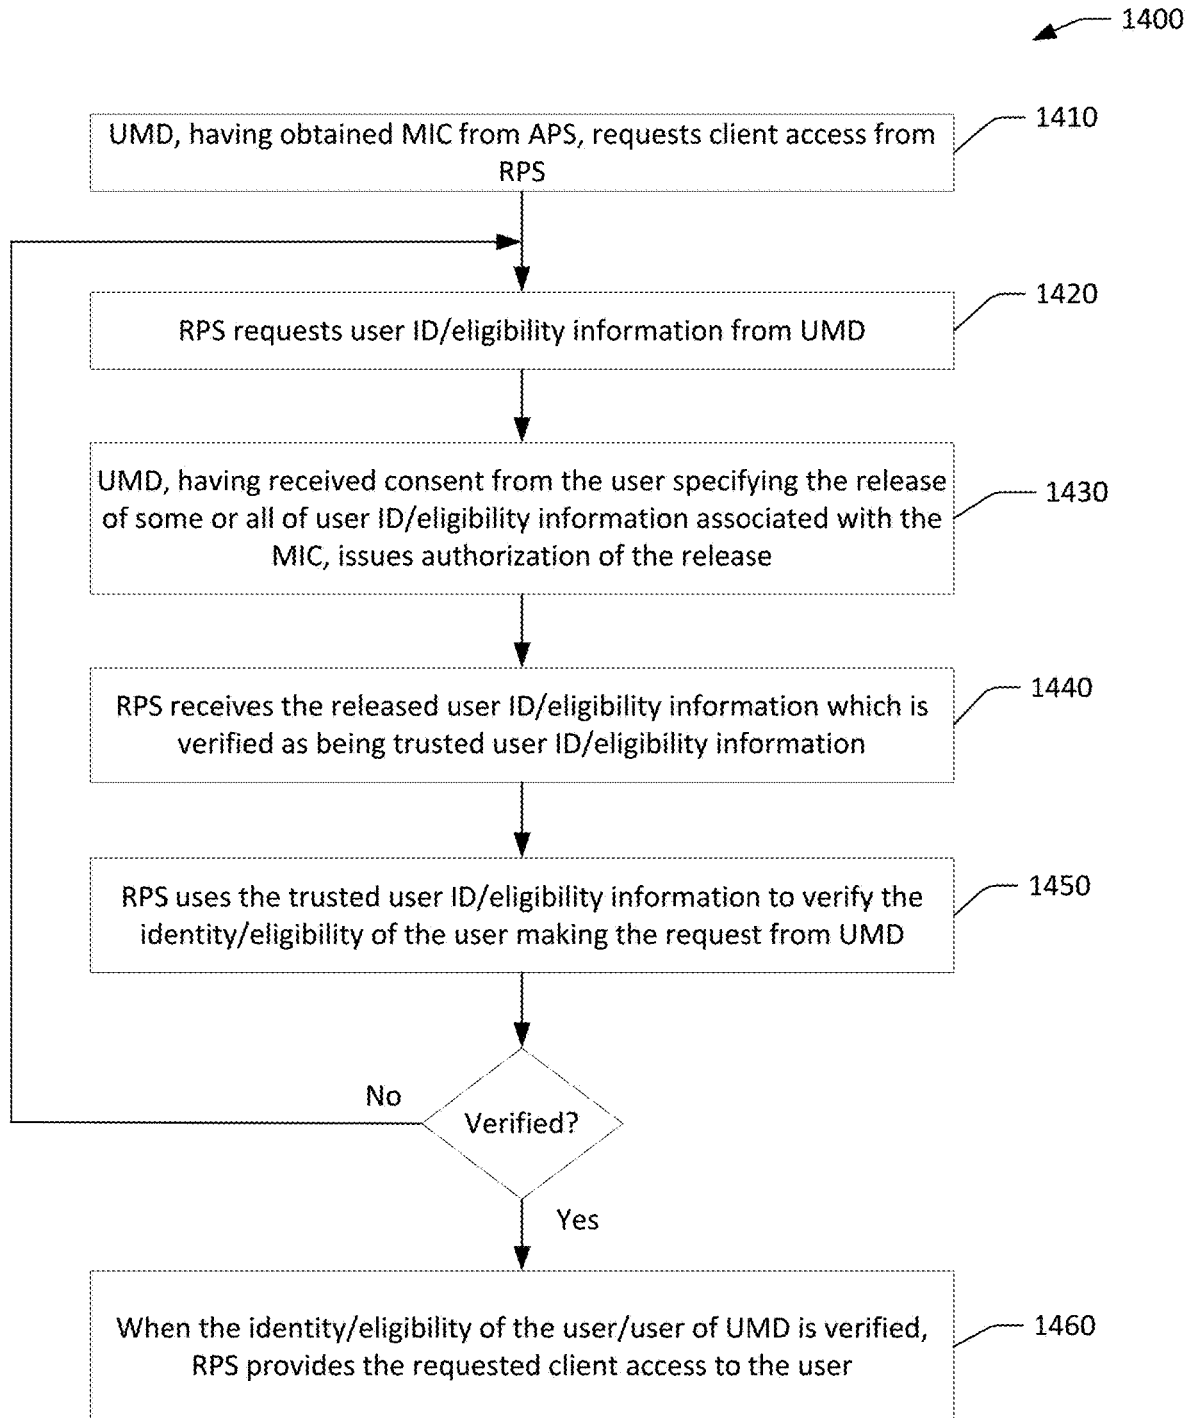 1400
UMD, having obtained MIC from APS, requests client access from
RPS
1410
RPS requests user ID/eligibility information from UMD
1420
UMD, having received consent from the user specifying the release
of some or all of user ID/eligibility information associated with the
MIC, issues authorization of the release
1430
RPS receives the released user ID/eligibility information which is
verified as being trusted user ID/eligibility information
1440
RPS uses the trusted user ID/eligibility information to verify the
identity/eligibility of the user making the request from UMD
1450
No
Verified?
Yes
When the identity/eligibility of the user/user of UMD is verified,
RPS provides the requested client access to the user
1460